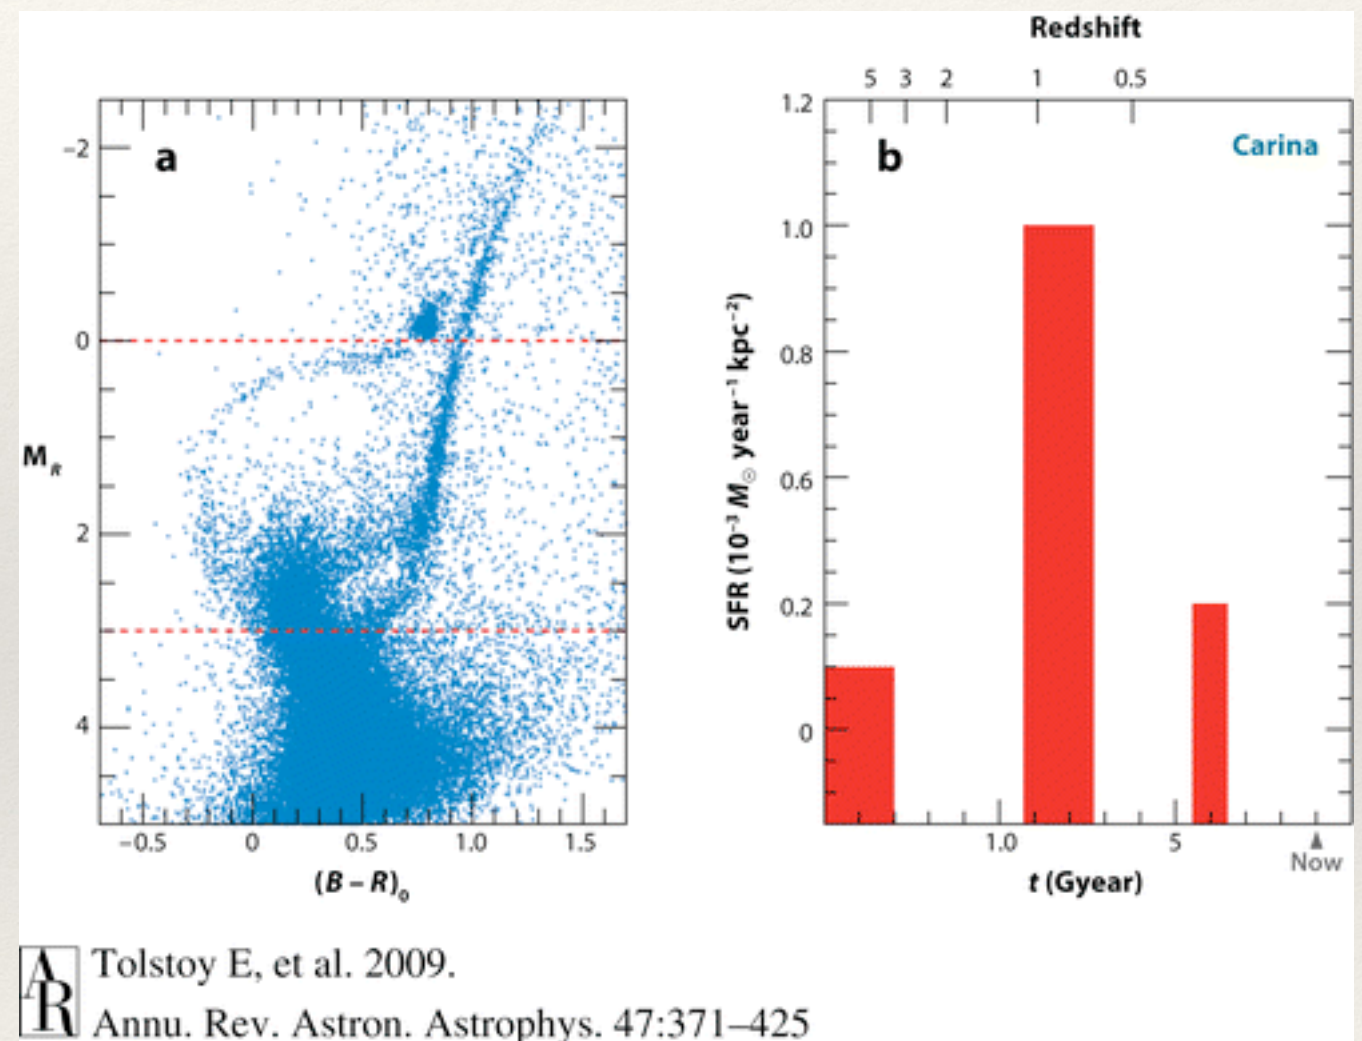 Redshift
5 3 2 1 0.5
a
−2
0
M_R
2
4
−0.5 0 0.5 1.0 1.5
(B – R)₀
b
Carina
1.2
1.0
0.8
0.6
0.2
0
SFR (10⁻³ M☉ year⁻¹ kpc⁻²)
1.0 5
Now
t (Gyear)
AR
Tolstoy E, et al. 2009.
Annu. Rev. Astron. Astrophys. 47:371–425